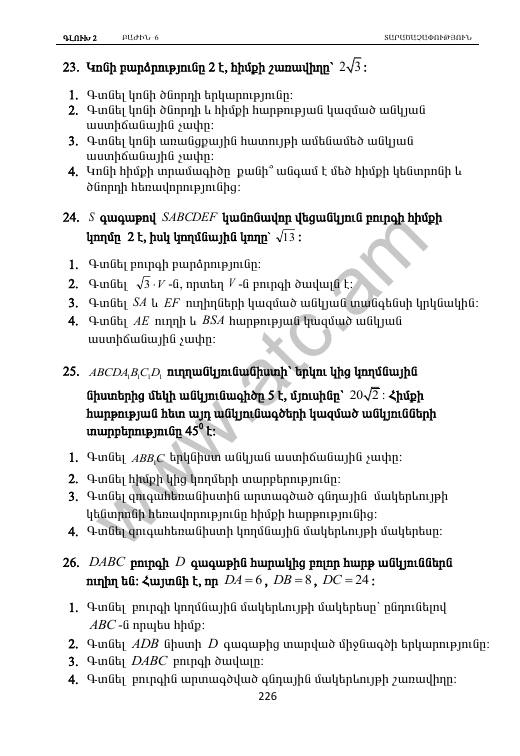 ԳԼՈՒԽ 2 ԲԱԺԻՆ 6 ՏԱՐԱԾԱՉԱՓՈՒԹՅՈՒՆ
23. Կոնի բարձրությունը 2 է, հիմքի շառավիղը՝ 2√3 :
1. Գտնել կոնի ծնորդի երկարությունը:
2. Գտնել կոնի ծնորդի և հիմքի հարթության կազմած անկյան
աստիճանային չափը:
3. Գտնել կոնի առանցքային հատույթի ամենամեծ անկյան
աստիճանային չափը:
4. Կոնի հիմքի տրամագիծը քանի՞ անգամ է մեծ հիմքի կենտրոնի և
ծնորդի հեռավորությունից:
24. S գագաթով SABCDEF կանոնավոր վեցանկյուն բուրգի հիմքի
կողմը 2 է, իսկ կողմնային կողը՝ √13 :
1. Գտնել բուրգի բարձրությունը:
2. Գտնել √3 · V -ն, որտեղ V -ն բուրգի ծավալն է:
3. Գտնել SA և EF ուղիղների կազմած անկյան տանգենսի կրկնակին:
4. Գտնել AE ուղղի և BSA հարթության կազմած անկյան
աստիճանային չափը:
25. ABCDA₁B₁C₁D₁ ուղղանկյունանիստի՝ երկու կից կողմնային
նիստերից մեկի անկյունագիծը 5 է, մյուսինը՝ 20√2 : Հիմքի
հարթության հետ այդ անկյունագծերի կազմած անկյունների
տարբերությունը 45⁰ է:
1. Գտնել ABB₁C երկնիստ անկյան աստիճանային չափը:
2. Գտնել հիմքի կից կողմերի տարբերությունը:
3. Գտնել զուգահեռանիստին արտագծած գնդային մակերևույթի
կենտրոնի հեռավորությունը հիմքի հարթությունից:
4. Գտնել զուգահեռանիստի կողմնային մակերևույթի մակերեսը:
26. DABC բուրգի D գագաթին հարակից բոլոր հարթ անկյուններն
ուղիղ են: Հայտնի է, որ DA = 6 , DB = 8 , DC = 24 :
1. Գտնել բուրգի կողմնային մակերևույթի մակերեսը՝ ընդունելով
ABC -ն որպես հիմք:
2. Գտնել ADB նիստի D գագաթից տարված միջնագծի երկարությունը:
3. Գտնել DABC բուրգի ծավալը:
4. Գտնել բուրգին արտագծված գնդային մակերևույթի շառավիղը:
226
www.atc.am